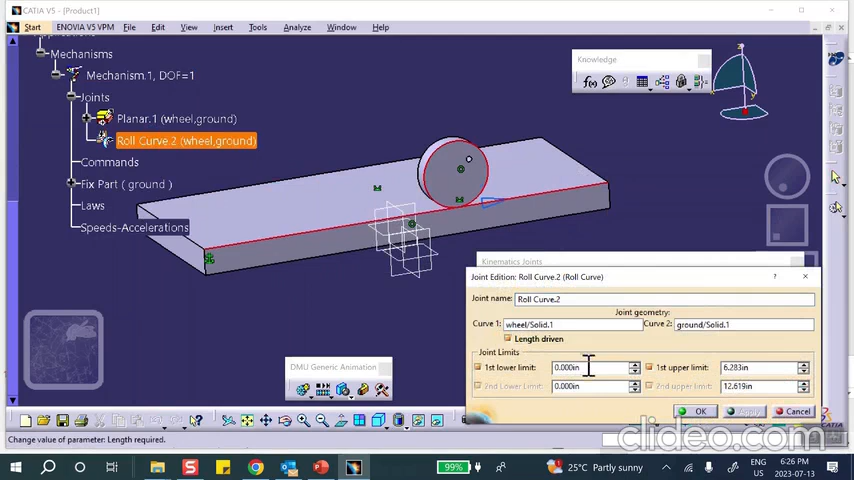 CATIA V5 - [Product1]
Start ENOVIA V5 VPM File Edit View Insert Tools Analyze Window Help
Mechanisms
Mechanism.1, DOF=1
Joints
Planar.1 (wheel,ground)
Roll Curve.2 (wheel,ground)
Commands
Fix Part ( ground )
Laws
Speeds-Accelerations
Knowledge
f(x)
Kinematics Joints
Joint Edition: Roll Curve.2 (Roll Curve)
Joint name: Roll Curve.2
Joint geometry:
Curve 1: wheel/Solid.1 Curve 2: ground/Solid.1
Length driven
Joint Limits
1st lower limit: 0.000in 1st upper limit: 6.283in
2nd Lower limit: 0.000in 2nd upper limit: 12.619in
OK Apply Cancel
DMU Generic Animation
Change value of parameter: Length required.
clideo.com
99% 25°C Partly sunny ENG US 6:26 PM 2023-07-13